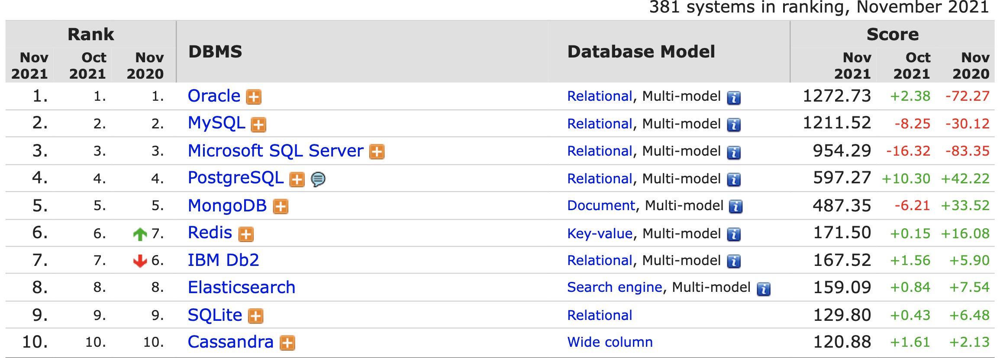 381 systems in ranking, November 2021
Rank DBMS Database Model Score
Nov 2021 Oct 2021 Nov 2020 Nov 2021 Oct 2021 Nov 2020
1. 1. 1. Oracle Relational, Multi-model 1272.73 +2.38 -72.27
2. 2. 2. MySQL Relational, Multi-model 1211.52 -8.25 -30.12
3. 3. 3. Microsoft SQL Server Relational, Multi-model 954.29 -16.32 -83.35
4. 4. 4. PostgreSQL Relational, Multi-model 597.27 +10.30 +42.22
5. 5. 5. MongoDB Document, Multi-model 487.35 -6.21 +33.52
6. 6. 7. Redis Key-value, Multi-model 171.50 +0.15 +16.08
7. 7. 6. IBM Db2 Relational, Multi-model 167.52 +1.56 +5.90
8. 8. 8. Elasticsearch Search engine, Multi-model 159.09 +0.84 +7.54
9. 9. 9. SQLite Relational 129.80 +0.43 +6.48
10. 10. 10. Cassandra Wide column 120.88 +1.61 +2.13